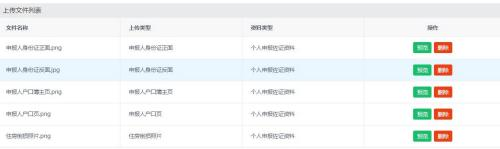 上传文件列表
文件名称 上传类型 资料类型 操作
申报人身份证正面.png 申报人身份证正面 个人申报佐证资料 预览 删除
申报人身份证反面.jpg 申报人身份证反面 个人申报佐证资料 预览 删除
申报人户口簿主页.png 申报人户口簿主页 个人申报佐证资料 预览 删除
申报人户口页.png 申报人户口页 个人申报佐证资料 预览 删除
住房前损照片.png 住房前损照片 个人申报佐证资料 预览 删除